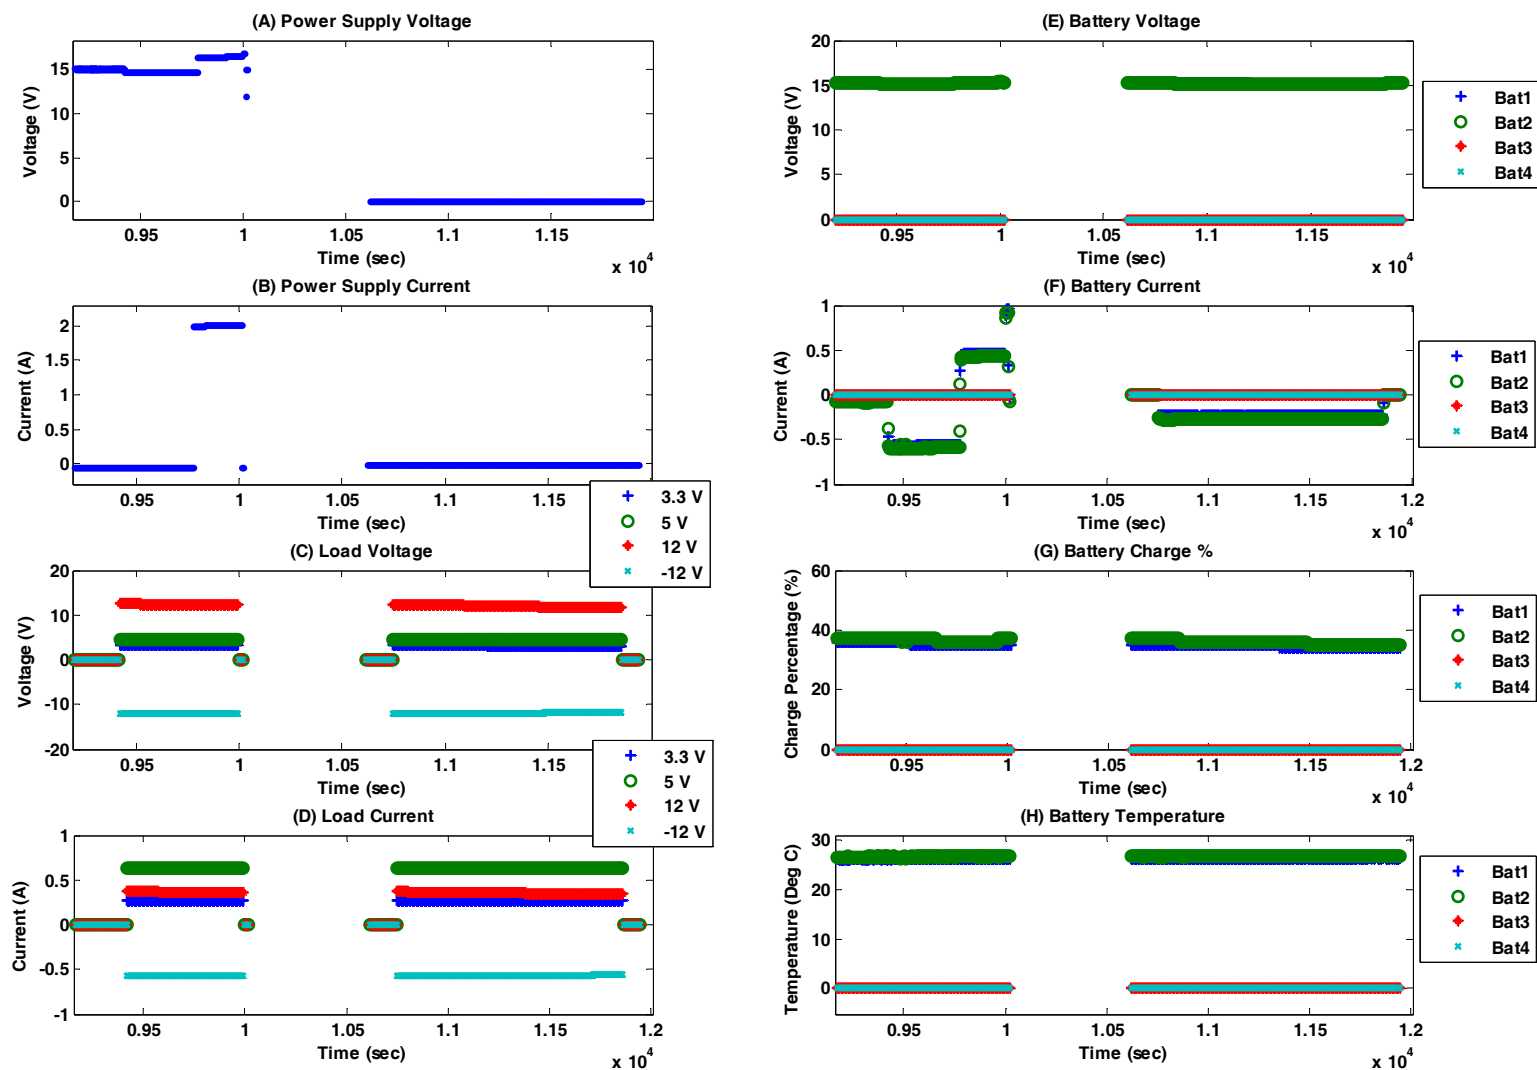 (A) Power Supply Voltage
Voltage (V)
15
10
5
0
0.95
1
1.05
1.1
1.15
Time (sec)
x 10^4
(B) Power Supply Current
Current (A)
2
1.5
1
0.5
0
0.95
1
1.05
1.1
1.15
Time (sec)
3.3 V
5 V
12 V
-12 V
(C) Load Voltage
Voltage (V)
20
10
0
-10
-20
0.95
1
1.05
1.1
1.15
Time (sec)
3.3 V
5 V
12 V
-12 V
(D) Load Current
Current (A)
1
0.5
0
-0.5
-1
0.95
1
1.05
1.1
1.15
1.2
Time (sec)
x 10^4
(E) Battery Voltage
Voltage (V)
20
15
10
5
0
0.95
1
1.05
1.1
1.15
Time (sec)
x 10^4
Bat1
Bat2
Bat3
Bat4
(F) Battery Current
Current (A)
1
0.5
0
-0.5
-1
0.95
1
1.05
1.1
1.15
1.2
Time (sec)
x 10^4
Bat1
Bat2
Bat3
Bat4
(G) Battery Charge %
Charge Percentage (%)
60
40
20
0
0.95
1
1.05
1.1
1.15
1.2
Time (sec)
x 10^4
Bat1
Bat2
Bat3
Bat4
(H) Battery Temperature
Temperature (Deg C)
30
20
10
0
0.95
1
1.05
1.1
1.15
1.2
Time (sec)
x 10^4
Bat1
Bat2
Bat3
Bat4